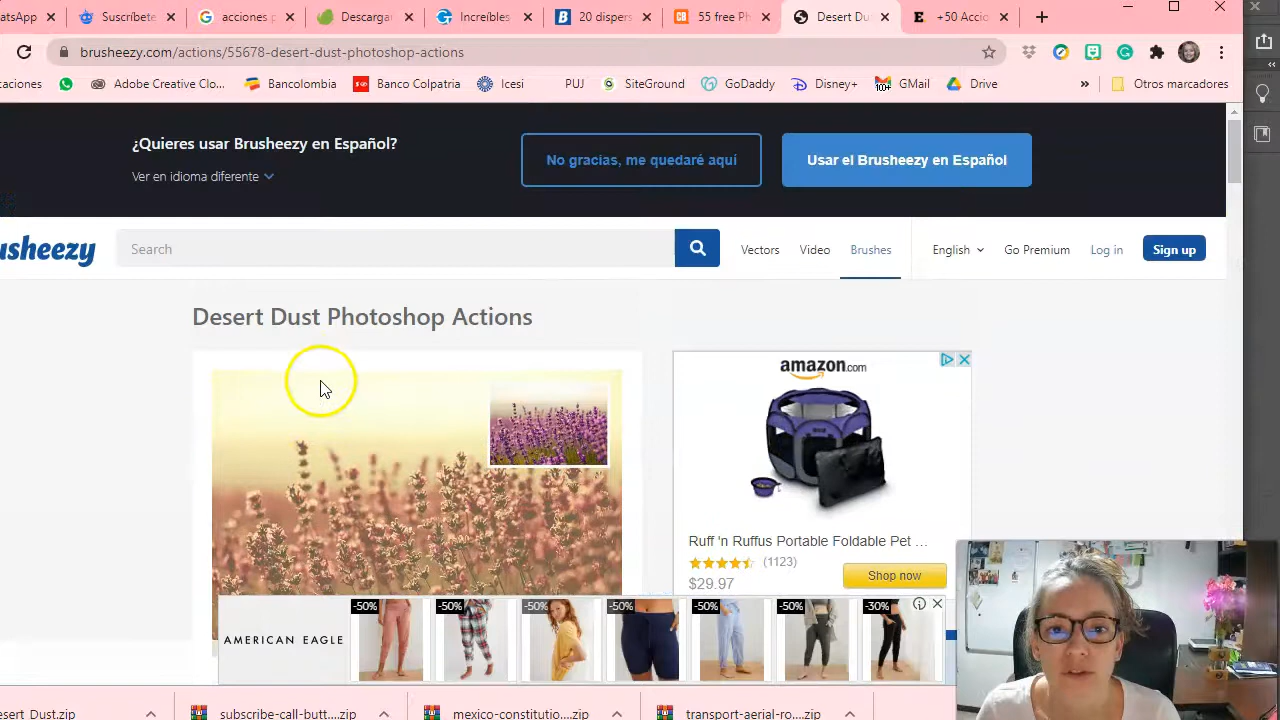 atsApp
Suscríbete
acciones p
Descargar
Increíbles
20 dispers
55 free Ph
Desert Dus
+50 Accio
brusheezy.com/actions/55678-desert-dust-photoshop-actions
caciones
Adobe Creative Clo...
Bancolombia
Banco Colpatria
Icesi
PUJ
SiteGround
GoDaddy
Disney+
GMail
Drive
Otros marcadores
¿Quieres usar Brusheezy en Español?
Ver en idioma diferente
No gracias, me quedaré aquí
Usar el Brusheezy en Español
usheezy
Search
Vectors
Video
Brushes
English
Go Premium
Log in
Sign up
Desert Dust Photoshop Actions
amazon.com
Ruff 'n Ruffus Portable Foldable Pet ...
(1123)
$29.97
Shop now
AMERICAN EAGLE
-50%
-50%
-50%
-50%
-50%
-50%
-30%
esert_Dust.zip
subscribe-call-butt....zip
mexico-constitutio....zip
transport-aerial-ro....zip